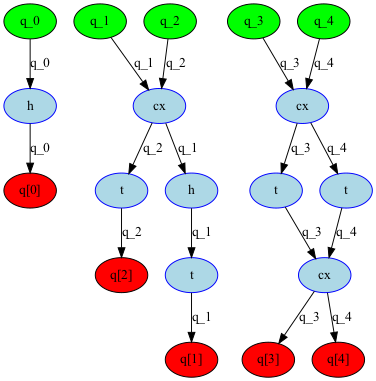 q_0 q_1 q_2 q_3 q_4
q_0 q_1 q_2 q_3 q_4
h cx cx
q_0 q_2 q_1 q_3 q_4
q[0] t h t t
q_2 q_1 q_3 q_4
q[2] t cx
q_1 q_3 q_4
q[1] q[3] q[4]